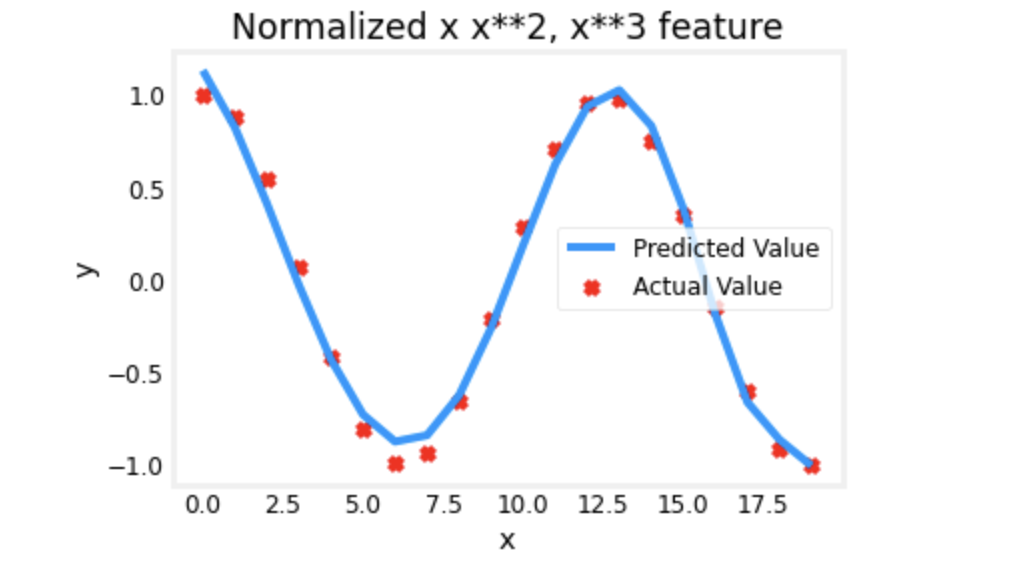 Normalized x x**2, x**3 feature
1.0
0.5
0.0
−0.5
−1.0
y
Predicted Value
Actual Value
0.0 2.5 5.0 7.5 10.0 12.5 15.0 17.5
x